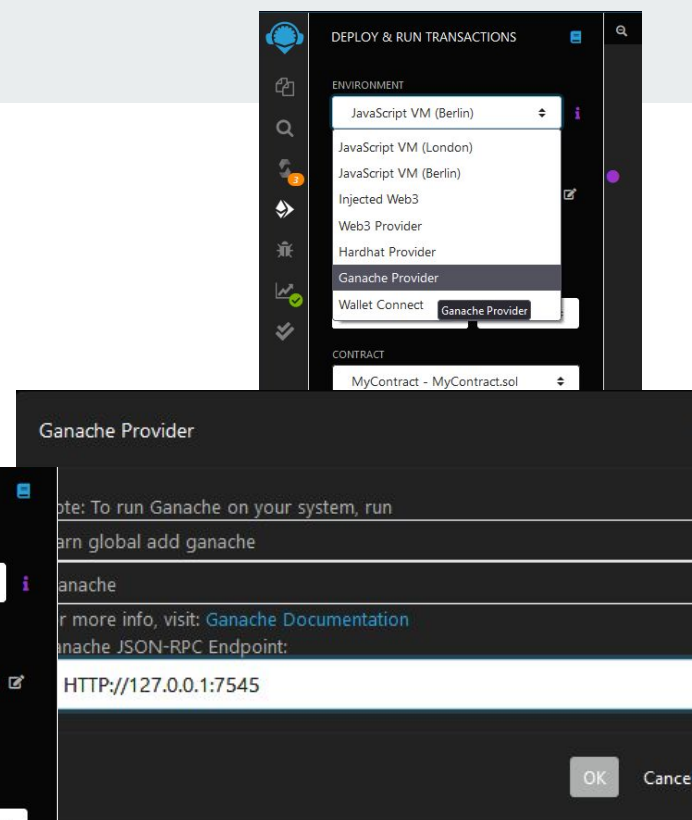 DEPLOY & RUN TRANSACTIONS
ENVIRONMENT
JavaScript VM (Berlin)
i
JavaScript VM (London)
JavaScript VM (Berlin)
Injected Web3
Web3 Provider
Hardhat Provider
Ganache Provider
Wallet Connect
Ganache Provider
3
CONTRACT
MyContract - MyContract.sol
Ganache Provider
ote: To run Ganache on your system, run
arn global add ganache
i
anache
r more info, visit: Ganache Documentation
anache JSON-RPC Endpoint:
HTTP://127.0.0.1:7545
OK
Cance